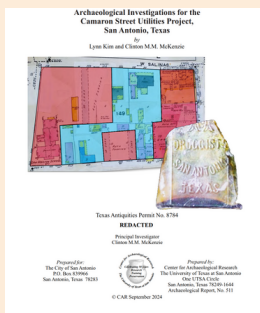 Archaeological Investigations for the
Camaron Street Utilities Project,
San Antonio, Texas
by
Lynn Kim and Clinton M.M. McKenzie
W SALINAS
149
DRUGGIST
SAN ANTONIO
TEXAS
Texas Antiquities Permit No. 8784
REDACTED
Principal Investigator
Clinton M.M. McKenzie
Prepared for:
The City of San Antonio
P.O. Box 839966
San Antonio, Texas 78283
Prepared by:
Center for Archaeological Research
The University of Texas at San Antonio
One UTSA Circle
San Antonio, Texas 78249-1644
Archaeological Report, No. 511
© CAR September 2024